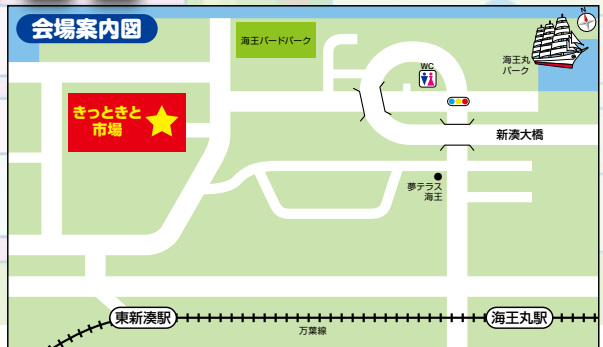 会場案内図
海王バードパーク
N
海王丸
パーク
WC
きっときと
市場
新湊大橋
夢テラス
海王
東新湊駅
海王丸駅
万葉線